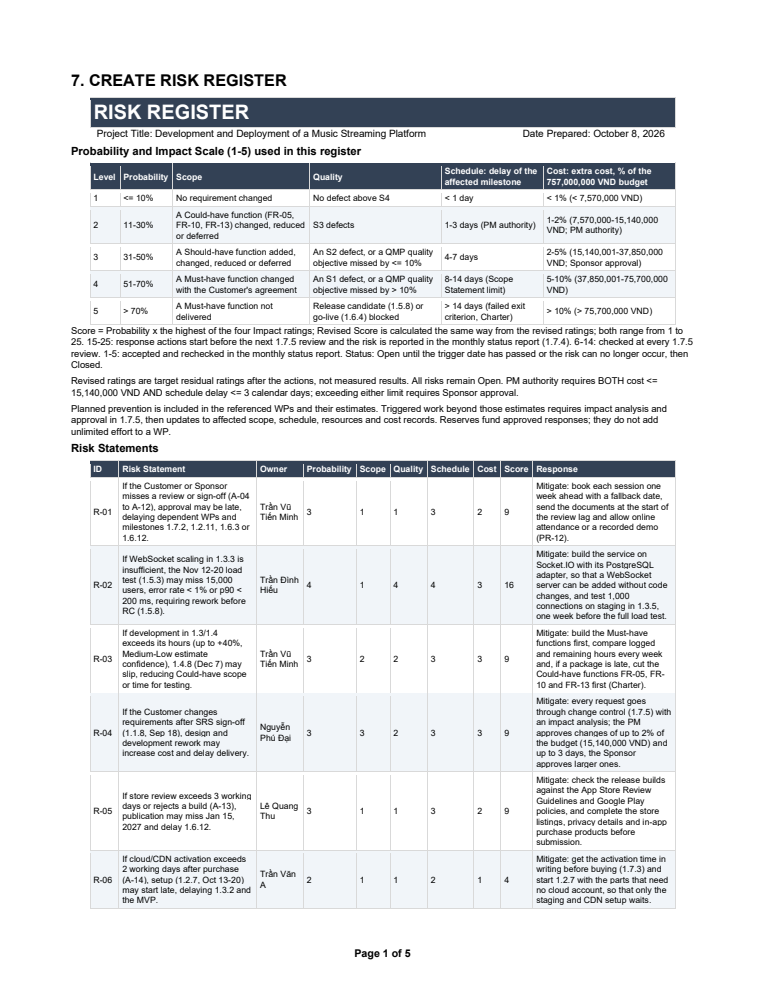 7. CREATE RISK REGISTER
RISK REGISTER
Project Title: Development and Deployment of a Music Streaming Platform Date Prepared: October 8, 2026
Probability and Impact Scale (1-5) used in this register
Level Probability Scope Quality Schedule: delay of the affected milestone Cost: extra cost, % of the 757,000,000 VND budget
1 <= 10% No requirement changed No defect above S4 < 1 day < 1% (< 7,570,000 VND)
2 11-30% A Could-have function (FR-05, FR-10, FR-13) changed, reduced or deferred S3 defects 1-3 days (PM authority) 1-2% (7,570,000-15,140,000 VND; PM authority)
3 31-50% A Should-have function added, changed, reduced or deferred An S2 defect, or a QMP quality objective missed by <= 10% 4-7 days 2-5% (15,140,001-37,850,000 VND; Sponsor approval)
4 51-70% A Must-have function changed with the Customer's agreement An S1 defect, or a QMP quality objective missed by > 10% 8-14 days (Scope Statement limit) 5-10% (37,850,001-75,700,000 VND)
5 > 70% A Must-have function not delivered Release candidate (1.5.8) or go-live (1.6.4) blocked > 14 days (failed exit criterion, Charter) > 10% (> 75,700,000 VND)
Score = Probability x the highest of the four Impact ratings; Revised Score is calculated the same way from the revised ratings; both range from 1 to
25. 15-25: response actions start before the next 1.7.5 review and the risk is reported in the monthly status report (1.7.4). 6-14: checked at every 1.7.5
review. 1-5: accepted and rechecked in the monthly status report. Status: Open until the trigger date has passed or the risk can no longer occur, then
Closed.
Revised ratings are target residual ratings after the actions, not measured results. All risks remain Open. PM authority requires BOTH cost <=
15,140,000 VND AND schedule delay <= 3 calendar days; exceeding either limit requires Sponsor approval.
Planned prevention is included in the referenced WPs and their estimates. Triggered work beyond those estimates requires impact analysis and
approval in 1.7.5, then updates to affected scope, schedule, resources and cost records. Reserves fund approved responses; they do not add
unlimited effort to a WP.
Risk Statements
ID Risk Statement Owner Probability Scope Quality Schedule Cost Score Response
R-01 If the Customer or Sponsor misses a review or sign-off (A-04 to A-12), approval may be late, delaying dependent WPs and milestones 1.7.2, 1.2.11, 1.6.3 or 1.6.12. Trần Vũ Tiến Minh 3 1 1 3 2 9 Mitigate: book each session one week ahead with a fallback date, send the documents at the start of the review lag and allow online attendance or a recorded demo (PR-12).
R-02 If WebSocket scaling in 1.3.3 is insufficient, the Nov 12-20 load test (1.5.3) may miss 15,000 users, error rate < 1% or p90 < 200 ms, requiring rework before RC (1.5.8). Trần Đình Hiếu 4 1 4 4 3 16 Mitigate: build the service on Socket.IO with its PostgreSQL adapter, so that a WebSocket server can be added without code changes, and test 1,000 connections on staging in 1.3.5, one week before the full load test.
R-03 If development in 1.3/1.4 exceeds its hours (up to +40%, Medium-Low estimate confidence), 1.4.8 (Dec 7) may slip, reducing Could-have scope or time for testing. Trần Vũ Tiến Minh 3 2 2 3 3 9 Mitigate: build the Must-have functions first, compare logged and remaining hours every week and, if a package is late, cut the Could-have functions FR-05, FR-10 and FR-13 first (Charter).
R-04 If the Customer changes requirements after SRS sign-off (1.1.8, Sep 18), design and development rework may increase cost and delay delivery. Nguyễn Phú Đại 3 3 2 3 3 9 Mitigate: every request goes through change control (1.7.5) with an impact analysis; the PM approves changes of up to 2% of the budget (15,140,000 VND) and up to 3 days, the Sponsor approves larger ones.
R-05 If store review exceeds 3 working days or rejects a build (A-13), publication may miss Jan 15, 2027 and delay 1.6.12. Lê Quang Thu 3 1 1 3 2 9 Mitigate: check the release builds against the App Store Review Guidelines and Google Play policies, and complete the store listings, privacy details and in-app purchase products before submission.
R-06 If cloud/CDN activation exceeds 2 working days after purchase (A-14), setup (1.2.7, Oct 13-20) may start late, delaying 1.3.2 and the MVP. Trần Văn A 2 1 1 2 1 4 Mitigate: get the activation time in writing before buying (1.7.3) and start 1.2.7 with the parts that need no cloud account, so that only the staging and CDN setup waits.
Page 1 of 5